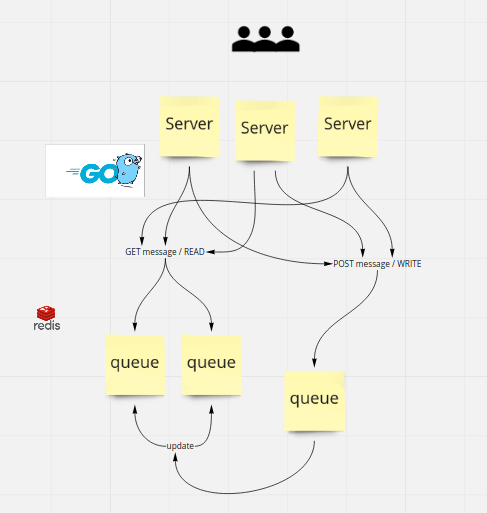 Server
Server
Server
GO
GET message / READ
POST message / WRITE
redis
queue
queue
queue
update